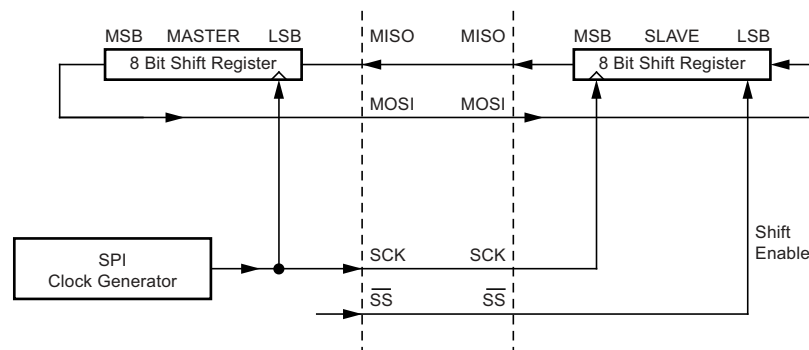 MSB MASTER LSB
MISO MISO
MSB SLAVE LSB
8 Bit Shift Register
8 Bit Shift Register
MOSI MOSI
SPI
Clock Generator
SCK SCK
Shift
Enable
SS SS